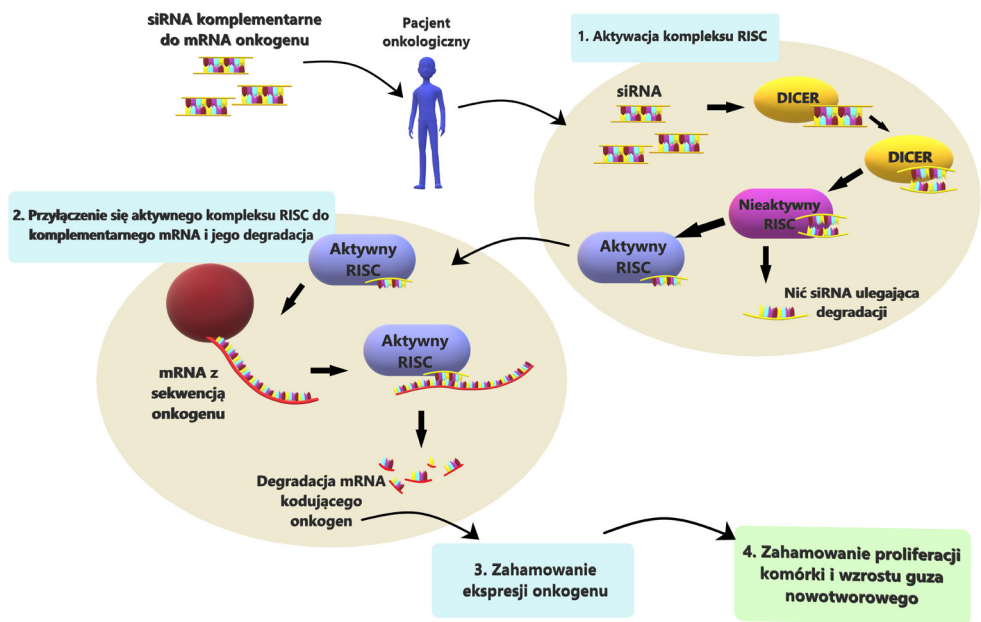 siRNA komplementarne
do mRNA onkogenu
Pacjent
onkologiczny
1. Aktywacja kompleksu RISC
siRNA
DICER
DICER
Nieaktywny
RISC
Aktywny
RISC
Nić siRNA ulegająca
degradacji
2. Przyłączenie się aktywnego kompleksu RISC do
komplementarnego mRNA i jego degradacja
Aktywny
RISC
mRNA z
sekwencją
onkogenu
Aktywny
RISC
Degradacja mRNA
kodującego
onkogen
3. Zahamowanie
ekspresji onkogenu
4. Zahamowanie proliferacji
komórki i wzrostu guza
nowotworowego